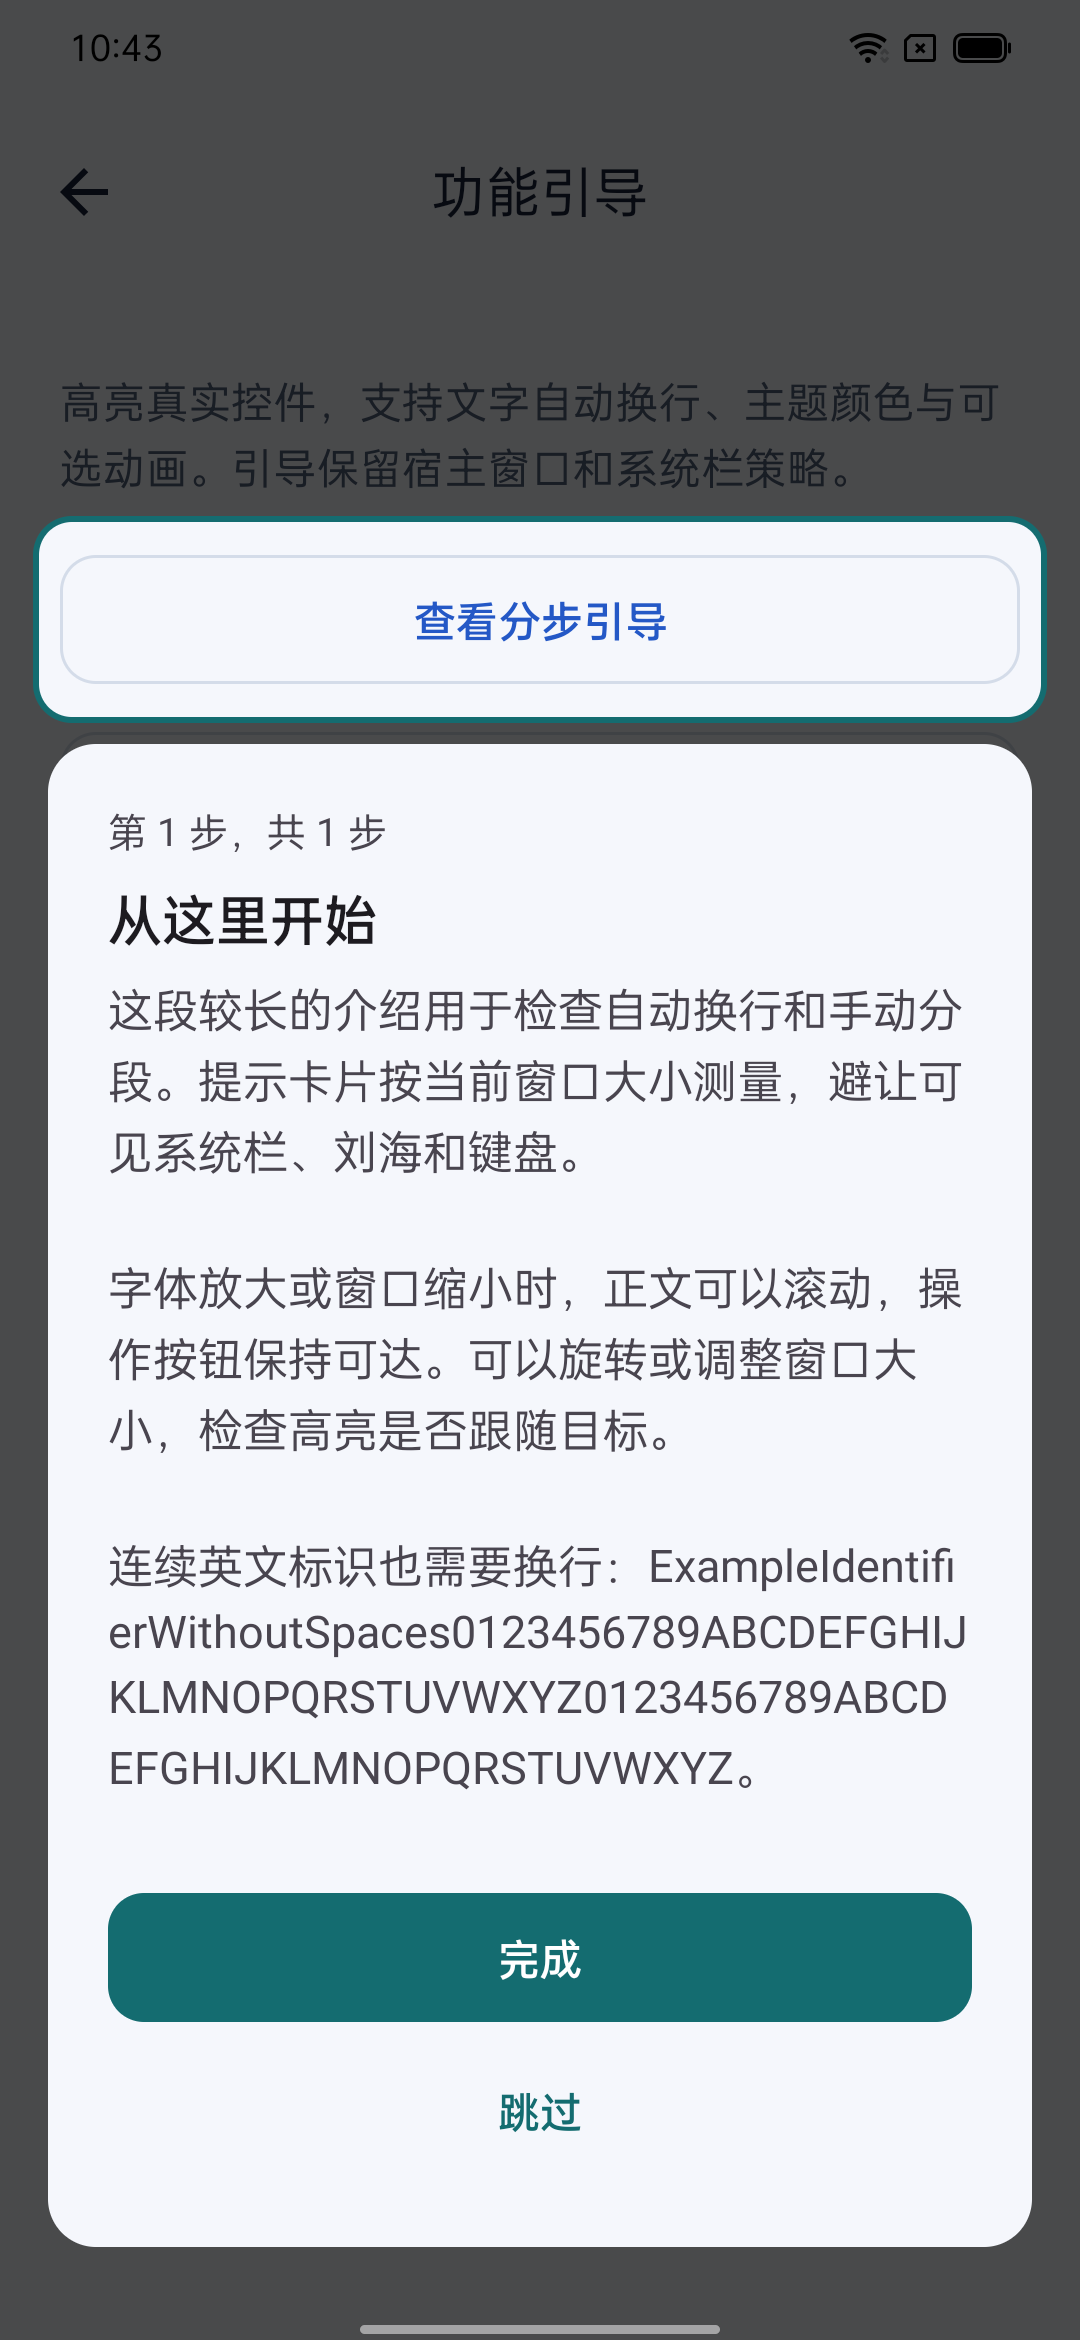 10:43
功能引导
高亮真实控件，支持文字自动换行、主题颜色与可
选动画。引导保留宿主窗口和系统栏策略。
查看分步引导
第 1 步，共 1 步
从这里开始
这段较长的介绍用于检查自动换行和手动分
段。提示卡片按当前窗口大小测量，避让可
见系统栏、刘海和键盘。
字体放大或窗口缩小时，正文可以滚动，操
作按钮保持可达。可以旋转或调整窗口大
小，检查高亮是否跟随目标。
连续英文标识也需要换行：ExampleIdentifi
erWithoutSpaces0123456789ABCDEFGHIJ
KLMNOPQRSTUVWXYZ0123456789ABCD
EFGHIJKLMNOPQRSTUVWXYZ。
完成
跳过